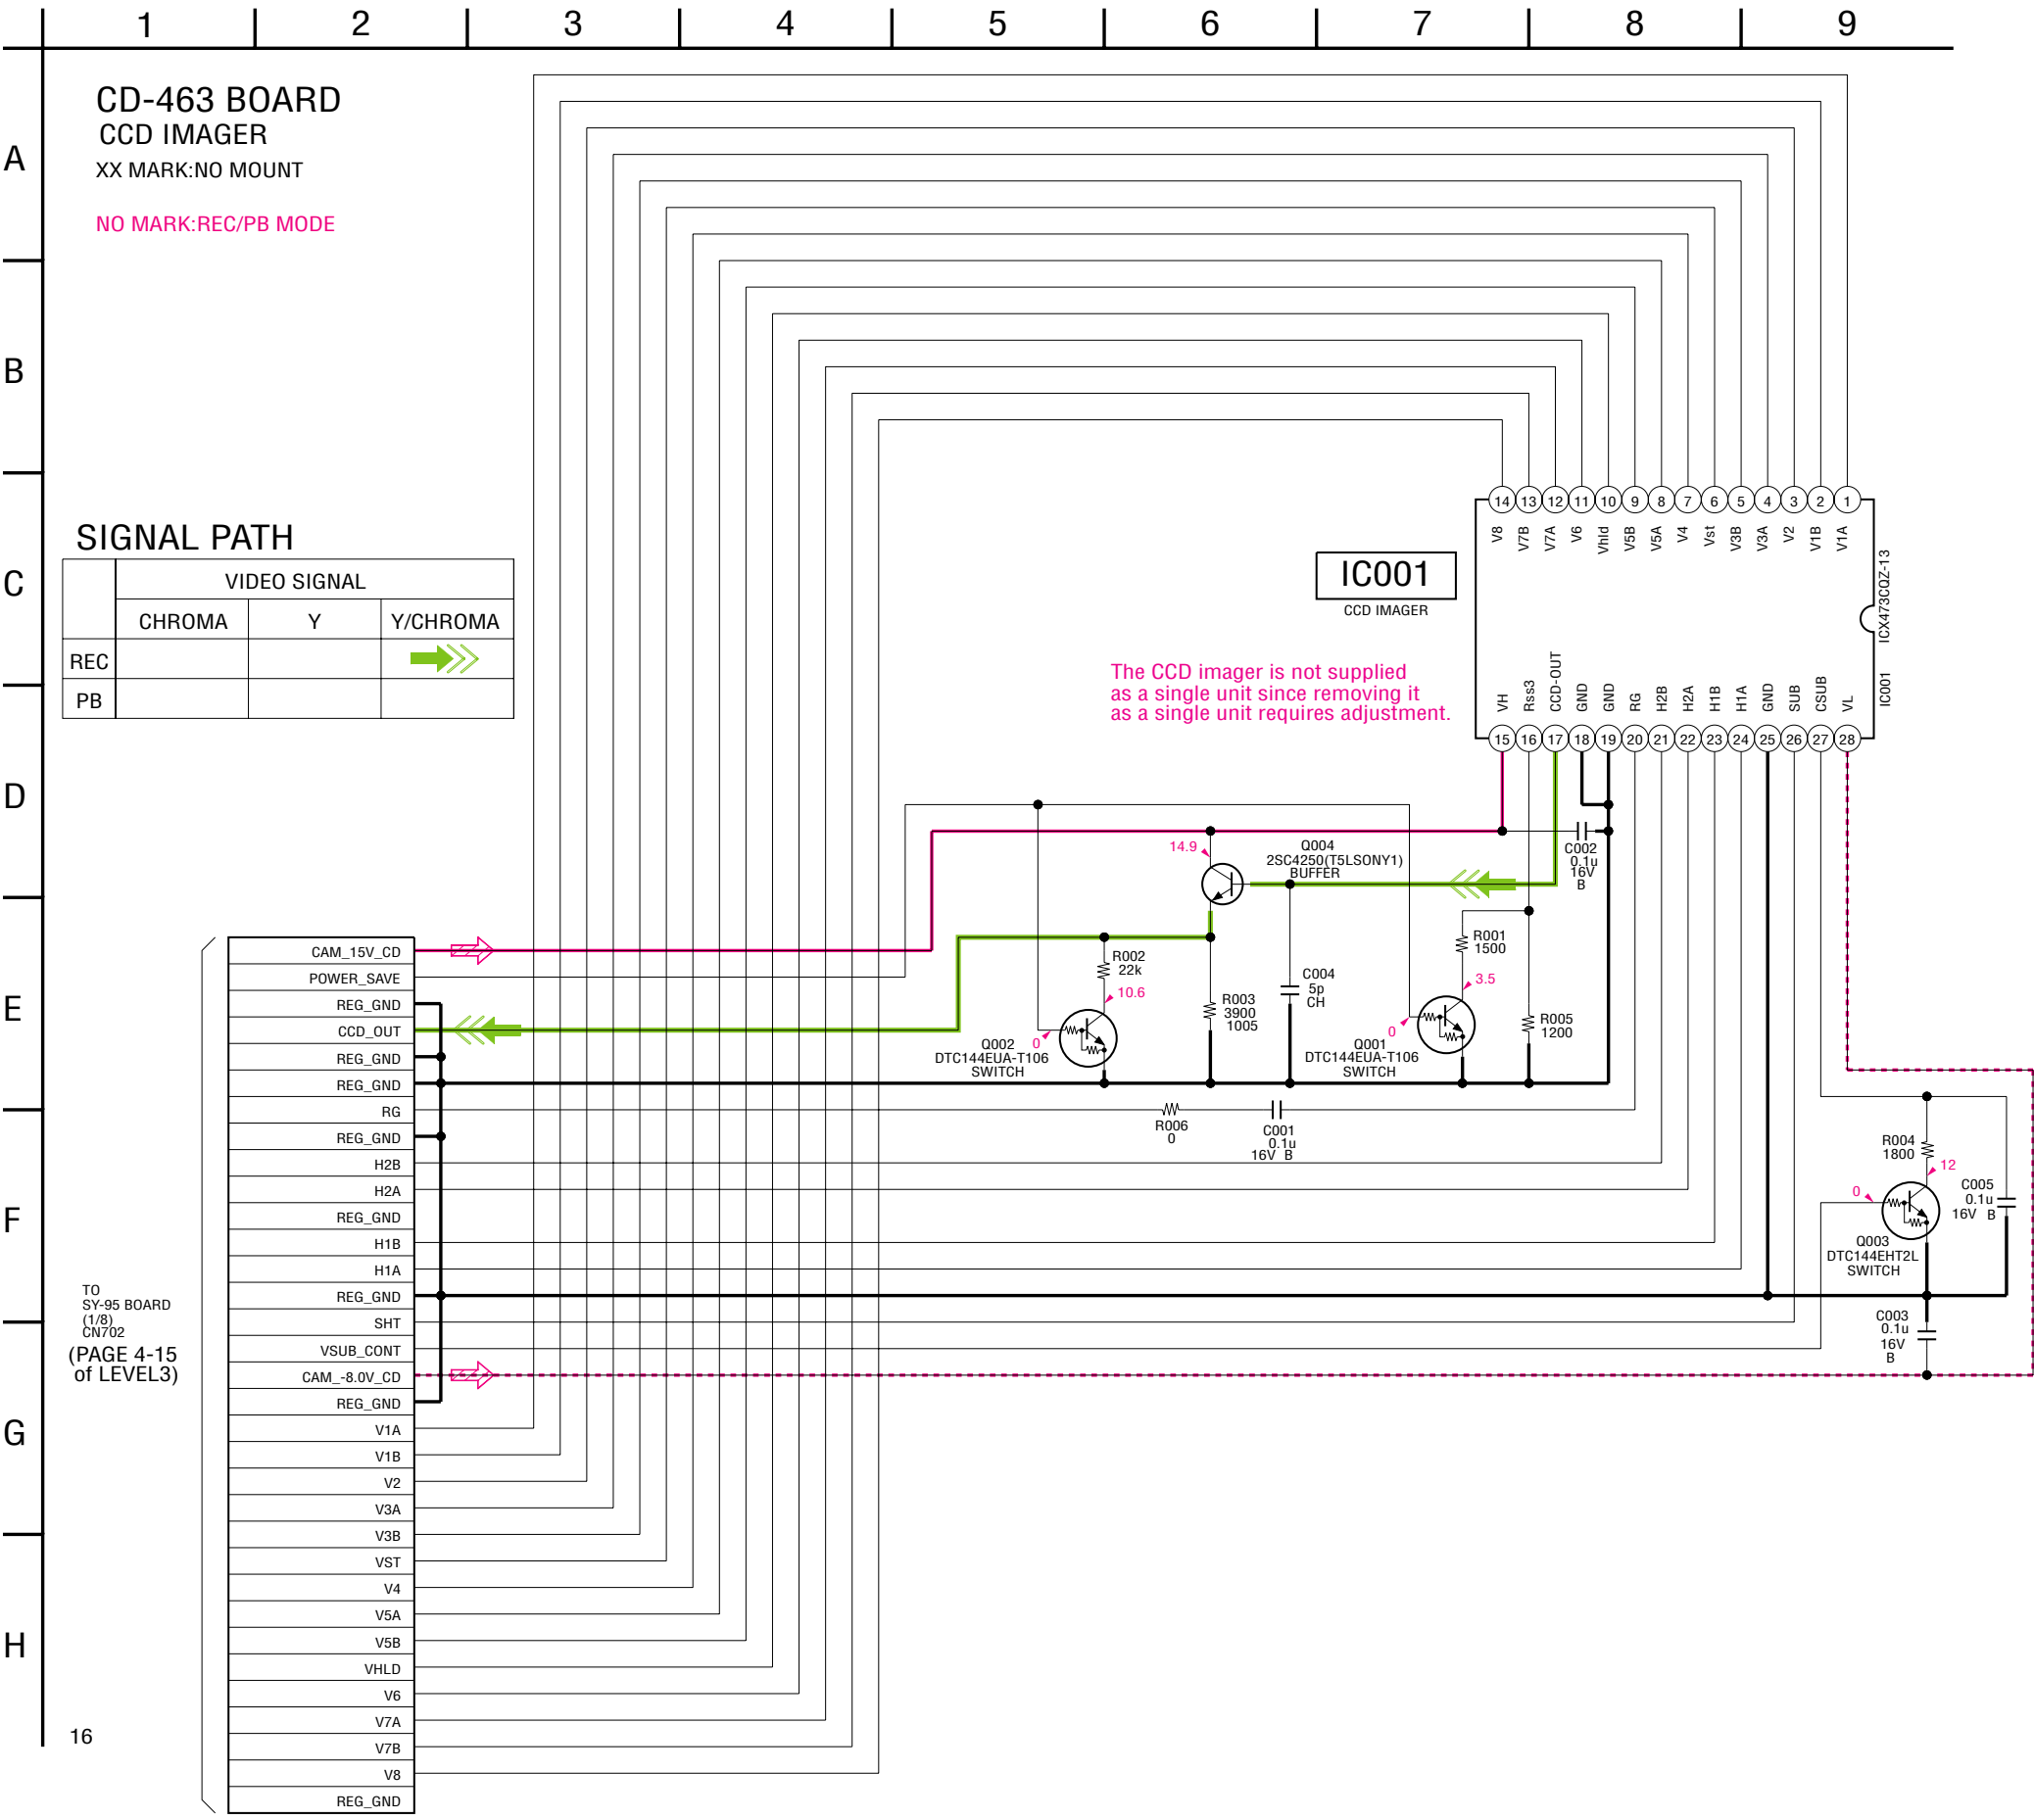 1 2 3 4 5 6 7 8 9
A
B
C
D
E
F
G
H
CD-463 BOARD
CCD IMAGER
XX MARK:NO MOUNT
NO MARK:REC/PB MODE
SIGNAL PATH
VIDEO SIGNAL
CHROMA Y Y/CHROMA
REC
PB
14 13 12 11 10 9 8 7 6 5 4 3 2 1
V8 V7B V7A V6 Vhld V5B V5A V4 Vst V3B V3A V2 V1B V1A
IC001
CCD IMAGER
ICX473CQZ-13
IC001
The CCD imager is not supplied
as a single unit since removing it
as a single unit requires adjustment.
VH Rss3 CCD-OUT GND GND RG H2B H2A H1B H1A GND SUB CSUB VL
15 16 17 18 19 20 21 22 23 24 25 26 27 28
14.9
Q004
2SC4250(T5LSONY1)
BUFFER
C002
0.1u
16V
B
R001
1500
3.5
R002
22k
10.6
C004
5p
CH
R003
3900
1005
R005
1200
0
Q002
DTC144EUA-T106
SWITCH
0
Q001
DTC144EUA-T106
SWITCH
R006
0
C001
0.1u
16V B
R004
1800
12
0
C005
0.1u
16V B
Q003
DTC144EHT2L
SWITCH
C003
0.1u
16V
B
CAM_15V_CD
POWER_SAVE
REG_GND
CCD_OUT
REG_GND
REG_GND
RG
REG_GND
H2B
H2A
REG_GND
H1B
H1A
REG_GND
SHT
VSUB_CONT
CAM_-8.0V_CD
REG_GND
V1A
V1B
V2
V3A
V3B
VST
V4
V5A
V5B
VHLD
V6
V7A
V7B
V8
REG_GND
TO
SY-95 BOARD
(1/8)
CN702
(PAGE 4-15
of LEVEL3)
16